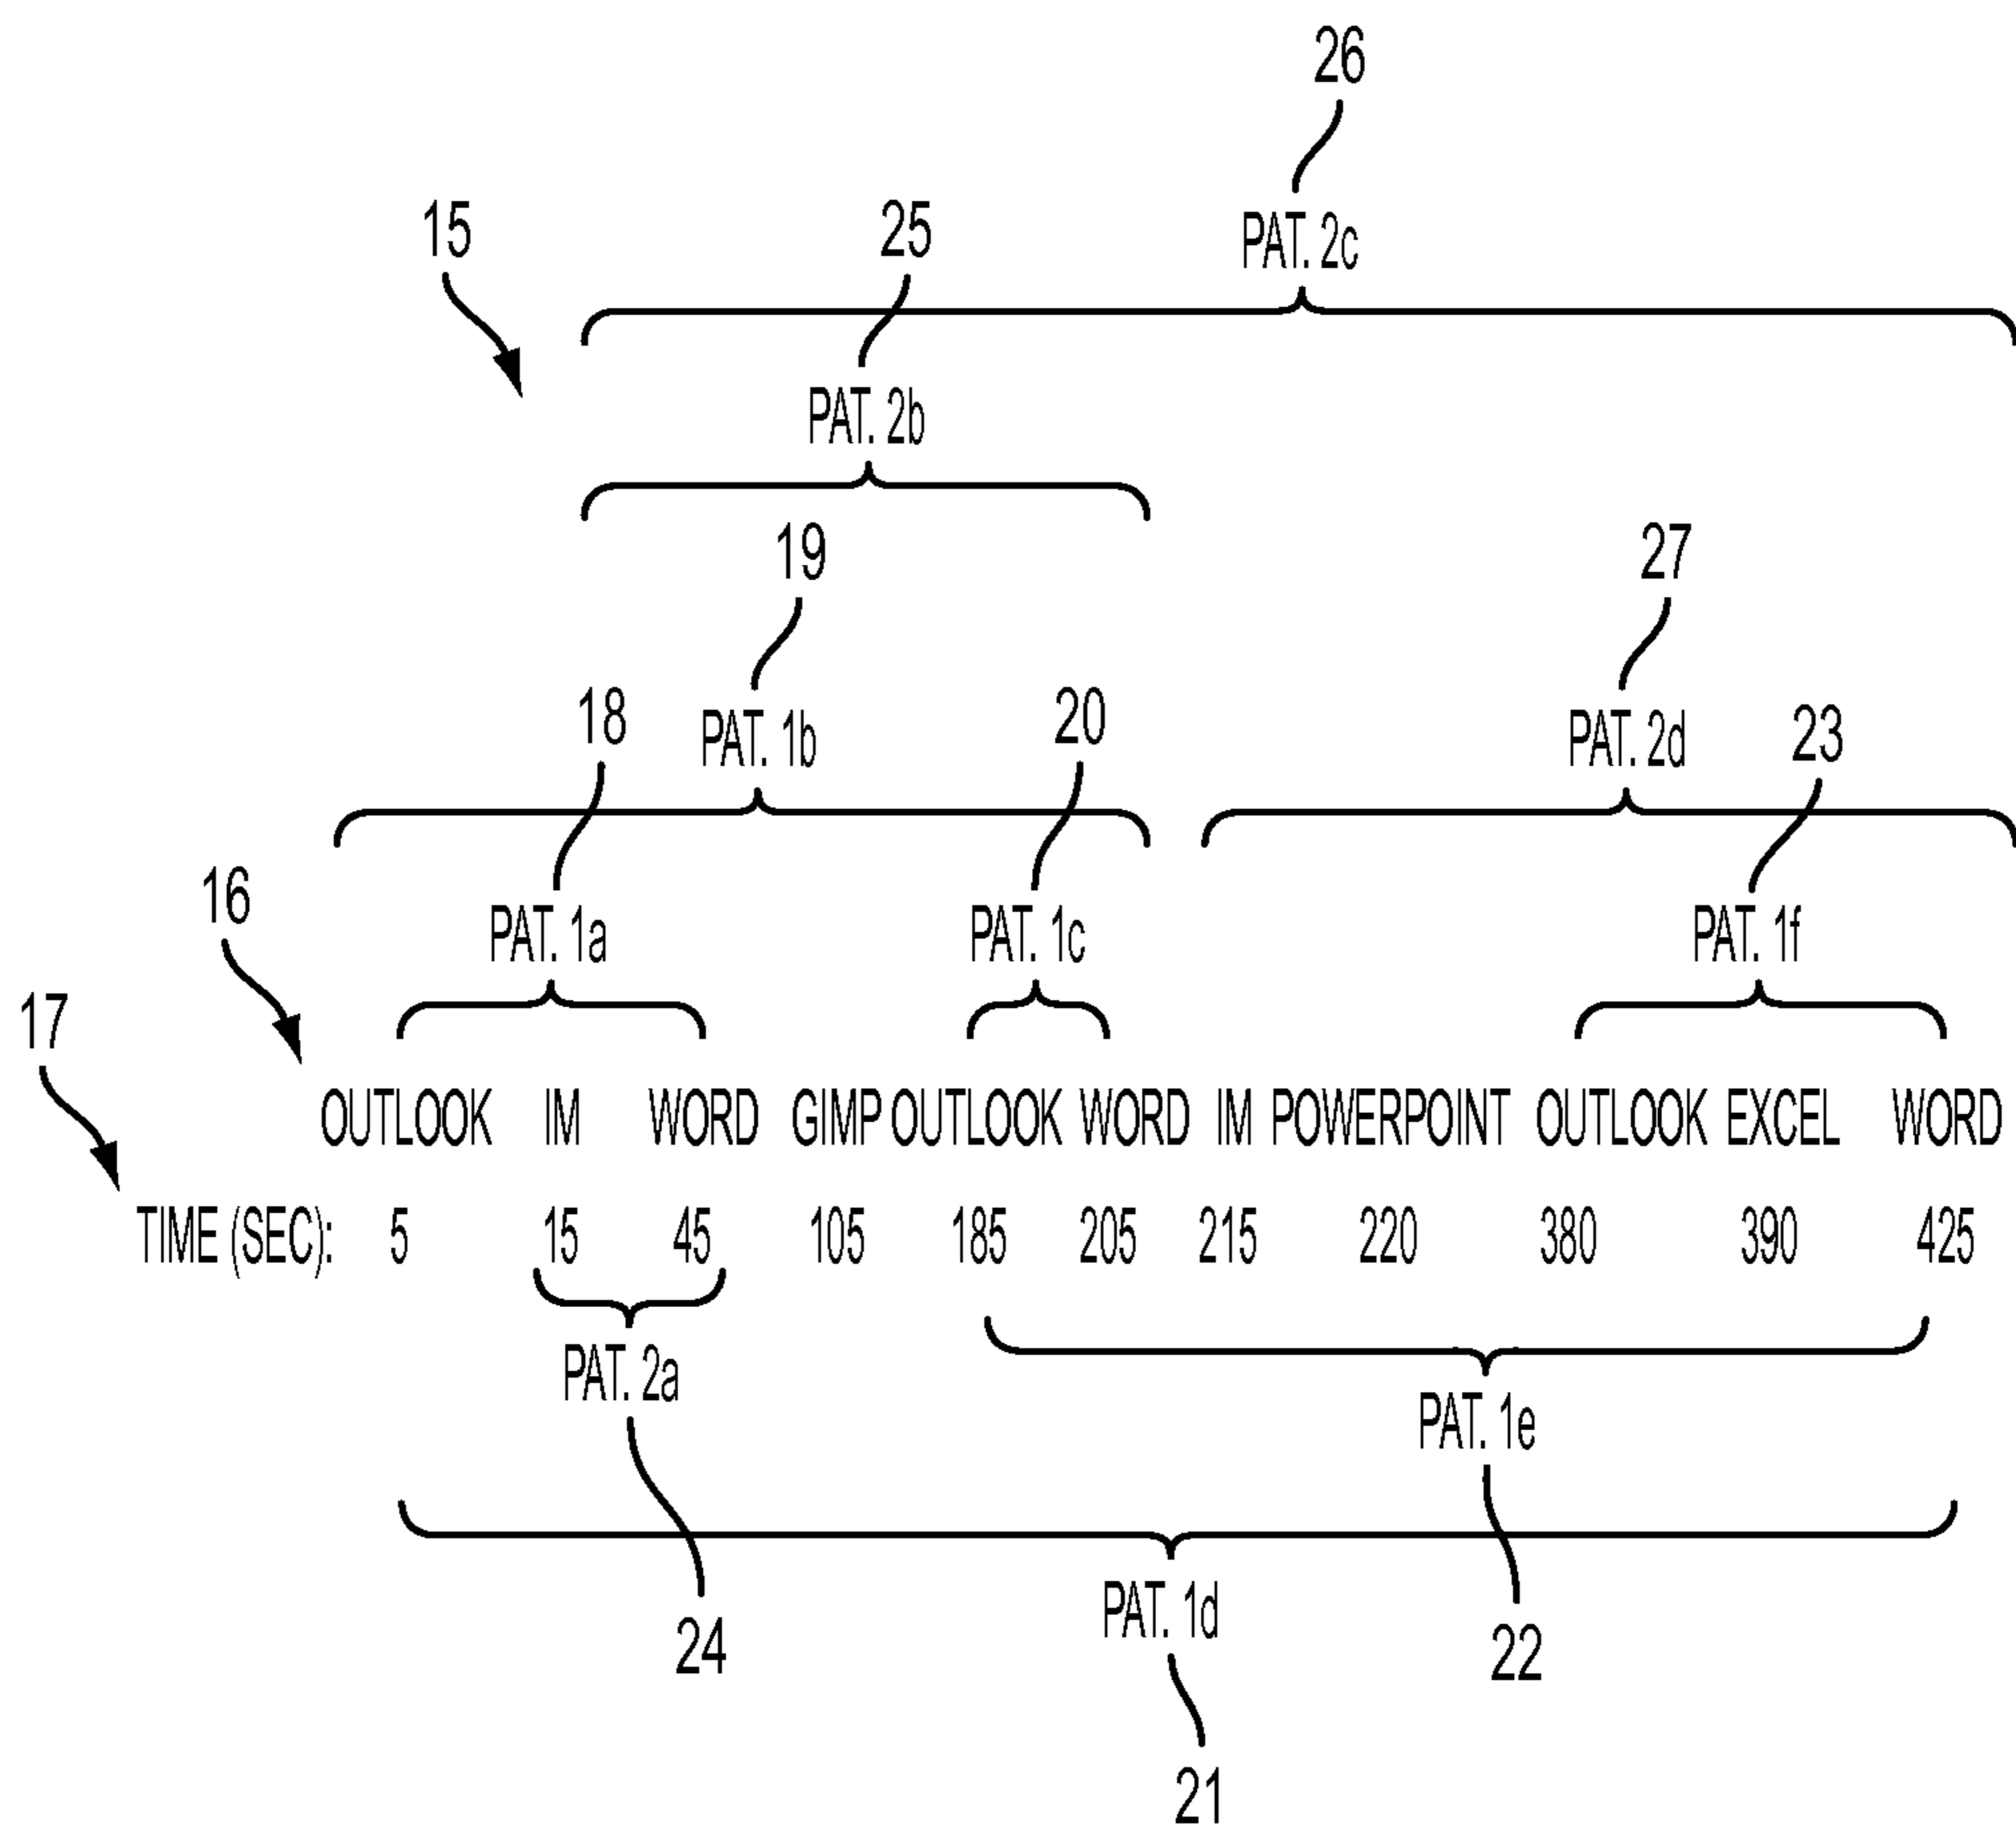 26
15
25
PAT. 2c
PAT. 2b
19
27
18
PAT. 1b
20
PAT. 2d
23
16
PAT. 1a
PAT. 1c
PAT. 1f
17
OUTLOOK IM WORD GIMP OUTLOOK WORD IM POWERPOINT OUTLOOK EXCEL WORD
TIME (SEC): 5 15 45 105 185 205 215 220 380 390 425
PAT. 2a
PAT. 1e
PAT. 1d
24
22
21